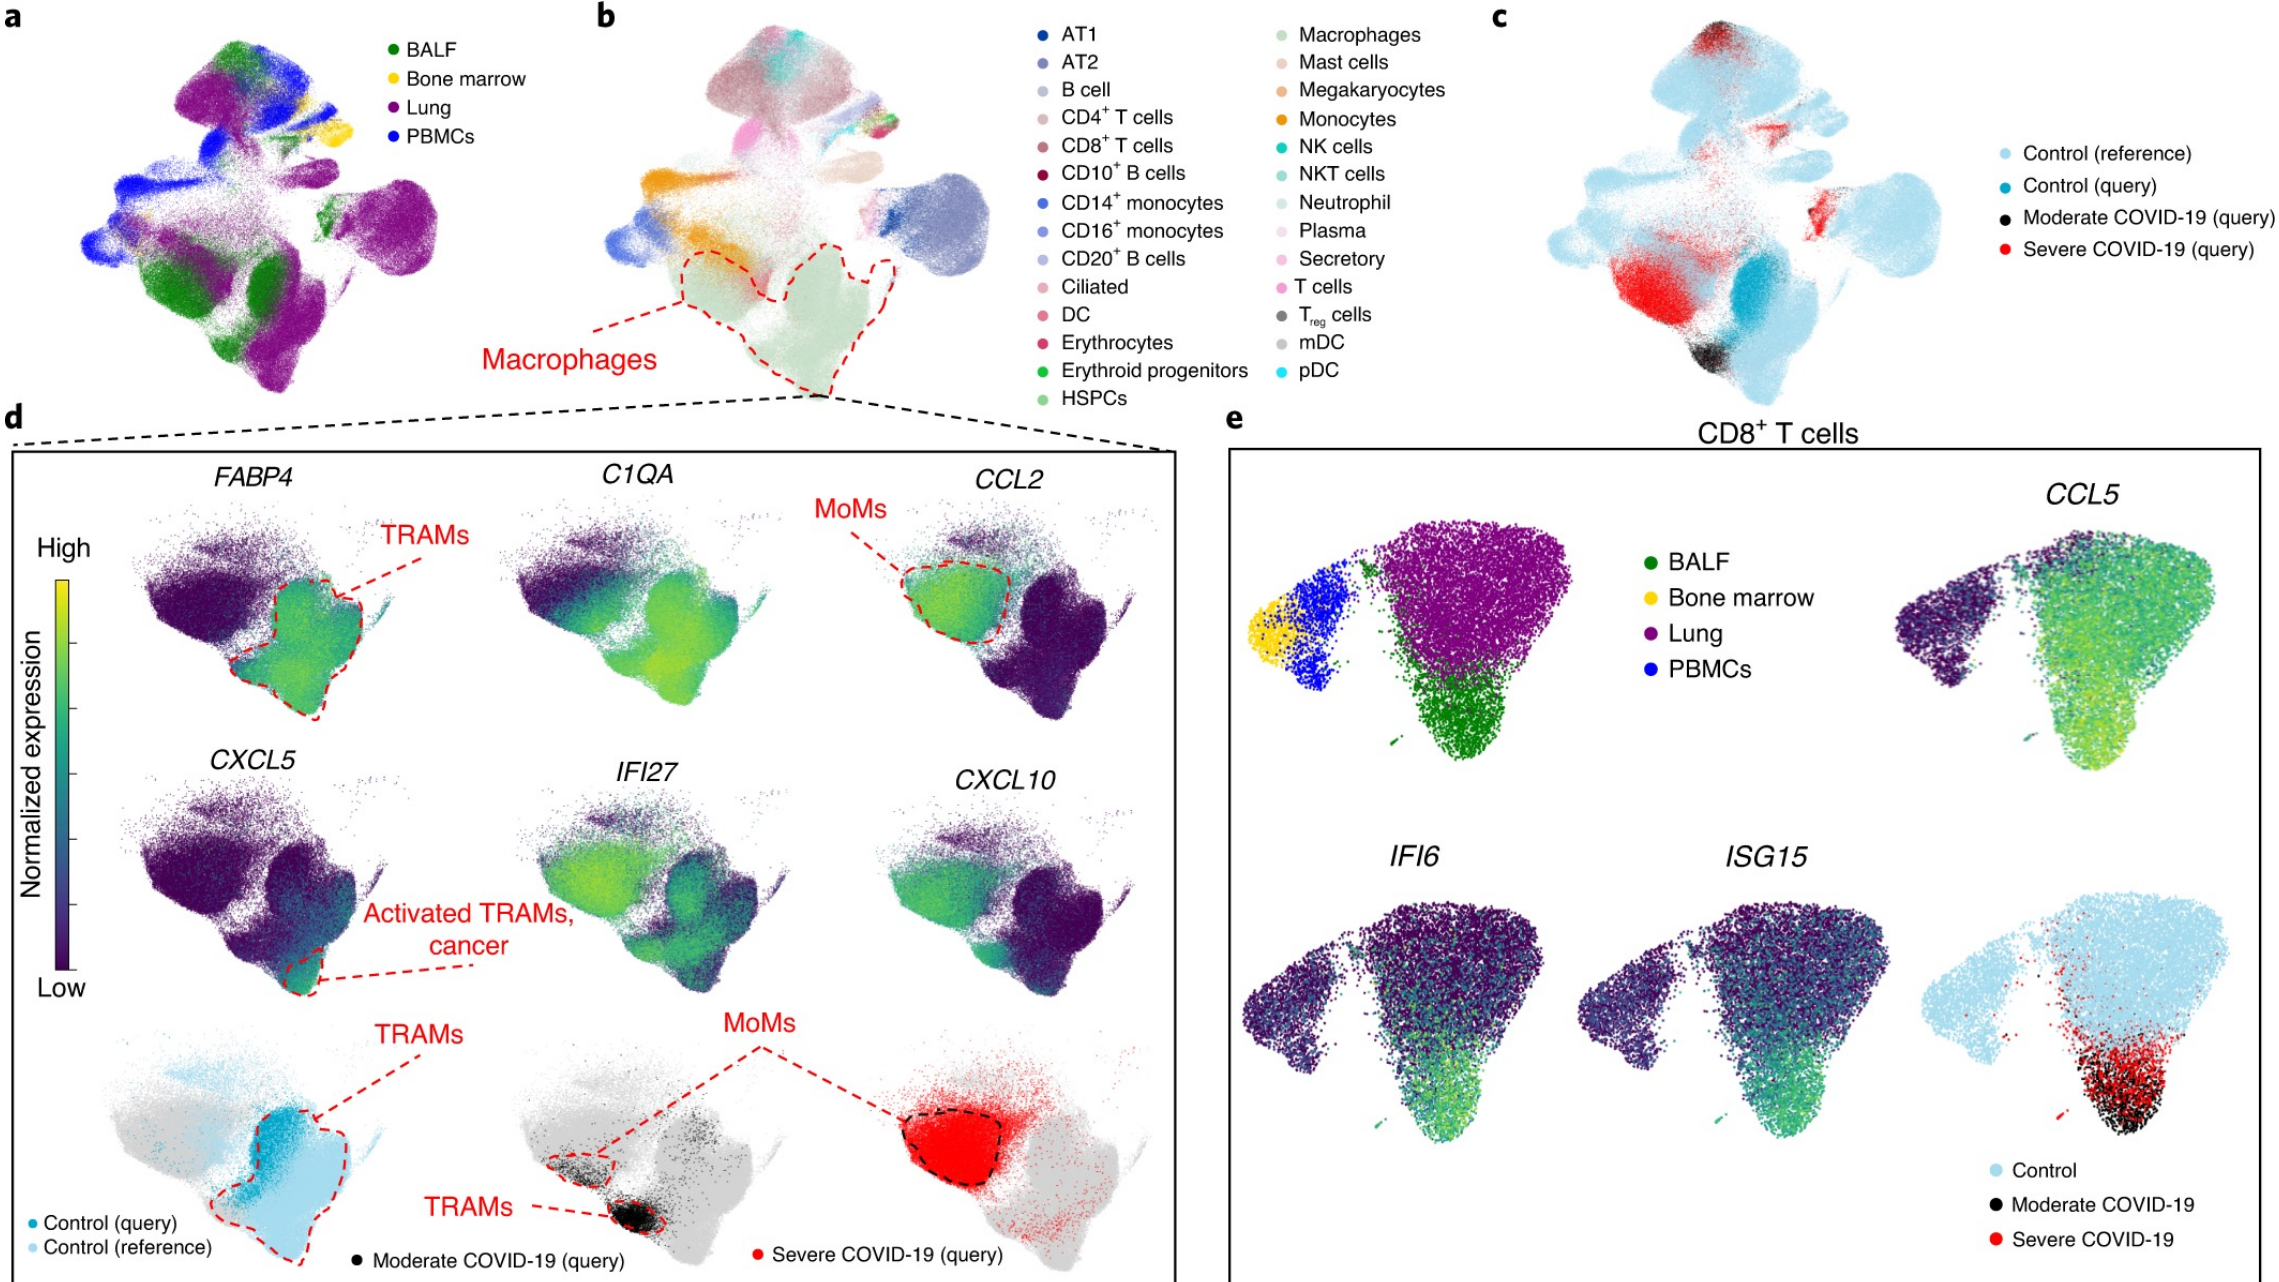 a
BALF
Bone marrow
Lung
PBMCs
b
Macrophages
AT1
AT2
B cell
CD4+ T cells
CD8+ T cells
CD10+ B cells
CD14+ monocytes
CD16+ monocytes
CD20+ B cells
Ciliated
DC
Erythrocytes
Erythroid progenitors
HSPCs
Macrophages
Mast cells
Megakaryocytes
Monocytes
NK cells
NKT cells
Neutrophil
Plasma
Secretory
T cells
Treg cells
mDC
pDC
c
Control (reference)
Control (query)
Moderate COVID-19 (query)
Severe COVID-19 (query)
d
High
Normalized expression
Low
FABP4
TRAMs
C1QA
MoMs
CCL2
CXCL5
Activated TRAMs,
cancer
IFI27
CXCL10
TRAMs
Control (query)
Control (reference)
MoMs
TRAMs
Moderate COVID-19 (query)
Severe COVID-19 (query)
e
CD8+ T cells
BALF
Bone marrow
Lung
PBMCs
CCL5
IFI6
ISG15
Control
Moderate COVID-19
Severe COVID-19